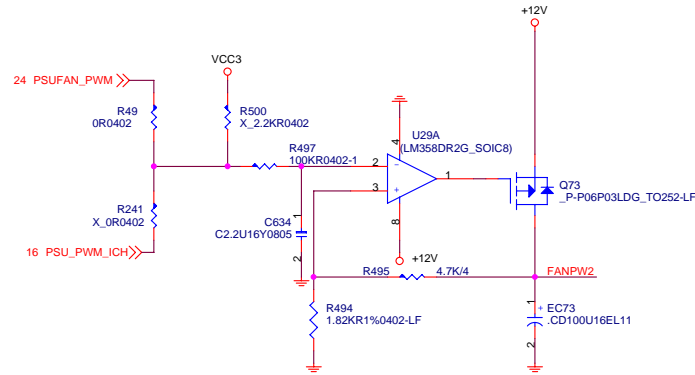 +12V
VCC3
24 PSUFAN_PWM
R49
0R0402
R500
X_2.2KR0402
U29A
(LM358DR2G_SOIC8)
R497
100KR0402-1
4
2
-
3
+
1
8
Q73
_P-P06P03LDG_TO252-LF
R241
X_0R0402
16 PSU_PWM_ICH
1
C634
C2.2U16Y0805
2
+12V
R495
4.7K/4
FANPW2
R494
1.82KR1%0402-LF
1
+
EC73
.CD100U16EL11
2